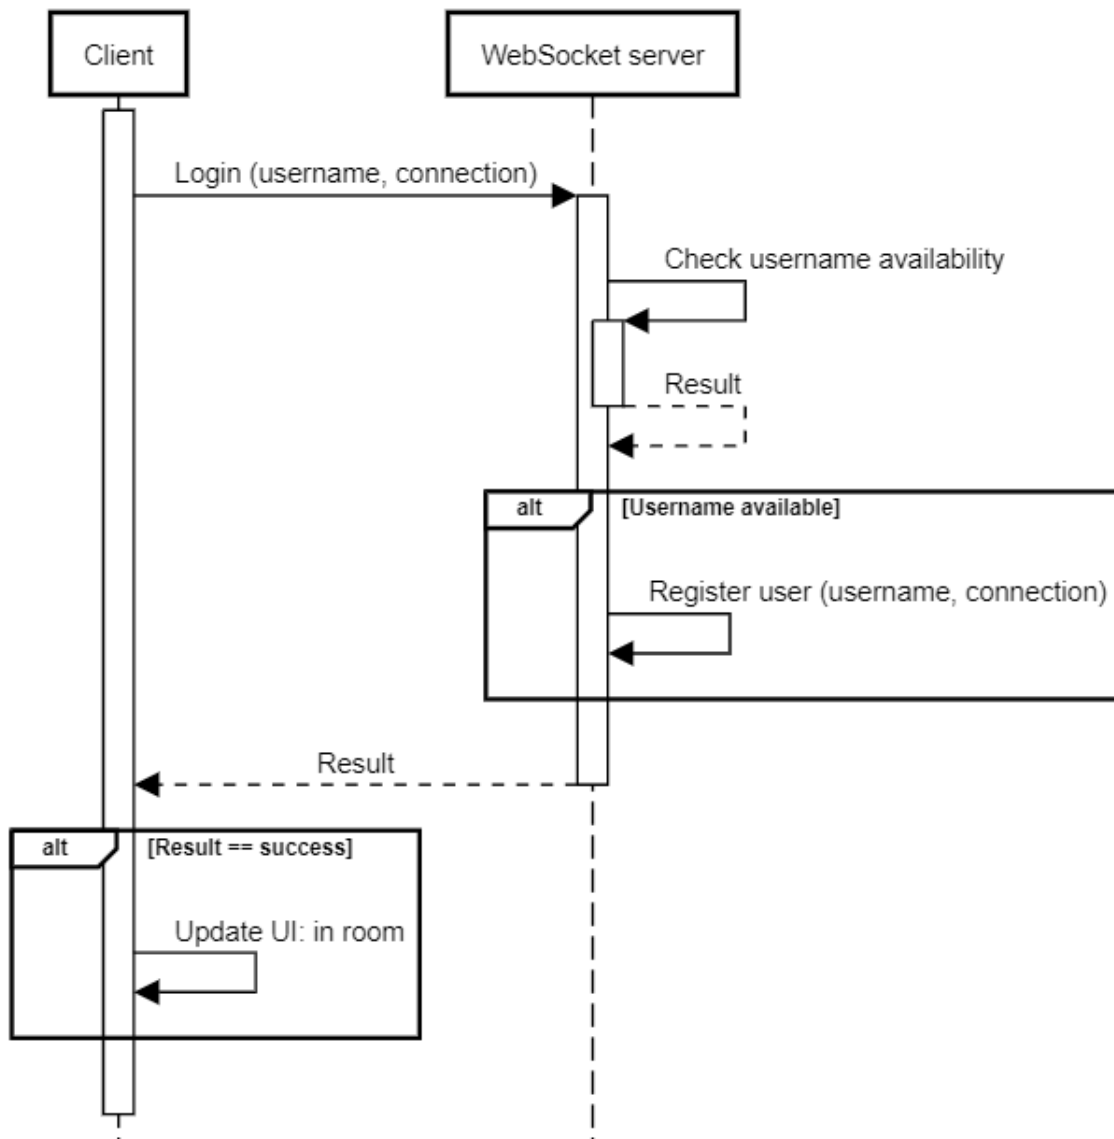 Client
WebSocket server
Login (username, connection)
Check username availability
Result
alt
[Username available]
Register user (username, connection)
Result
alt
[Result == success]
Update UI: in room